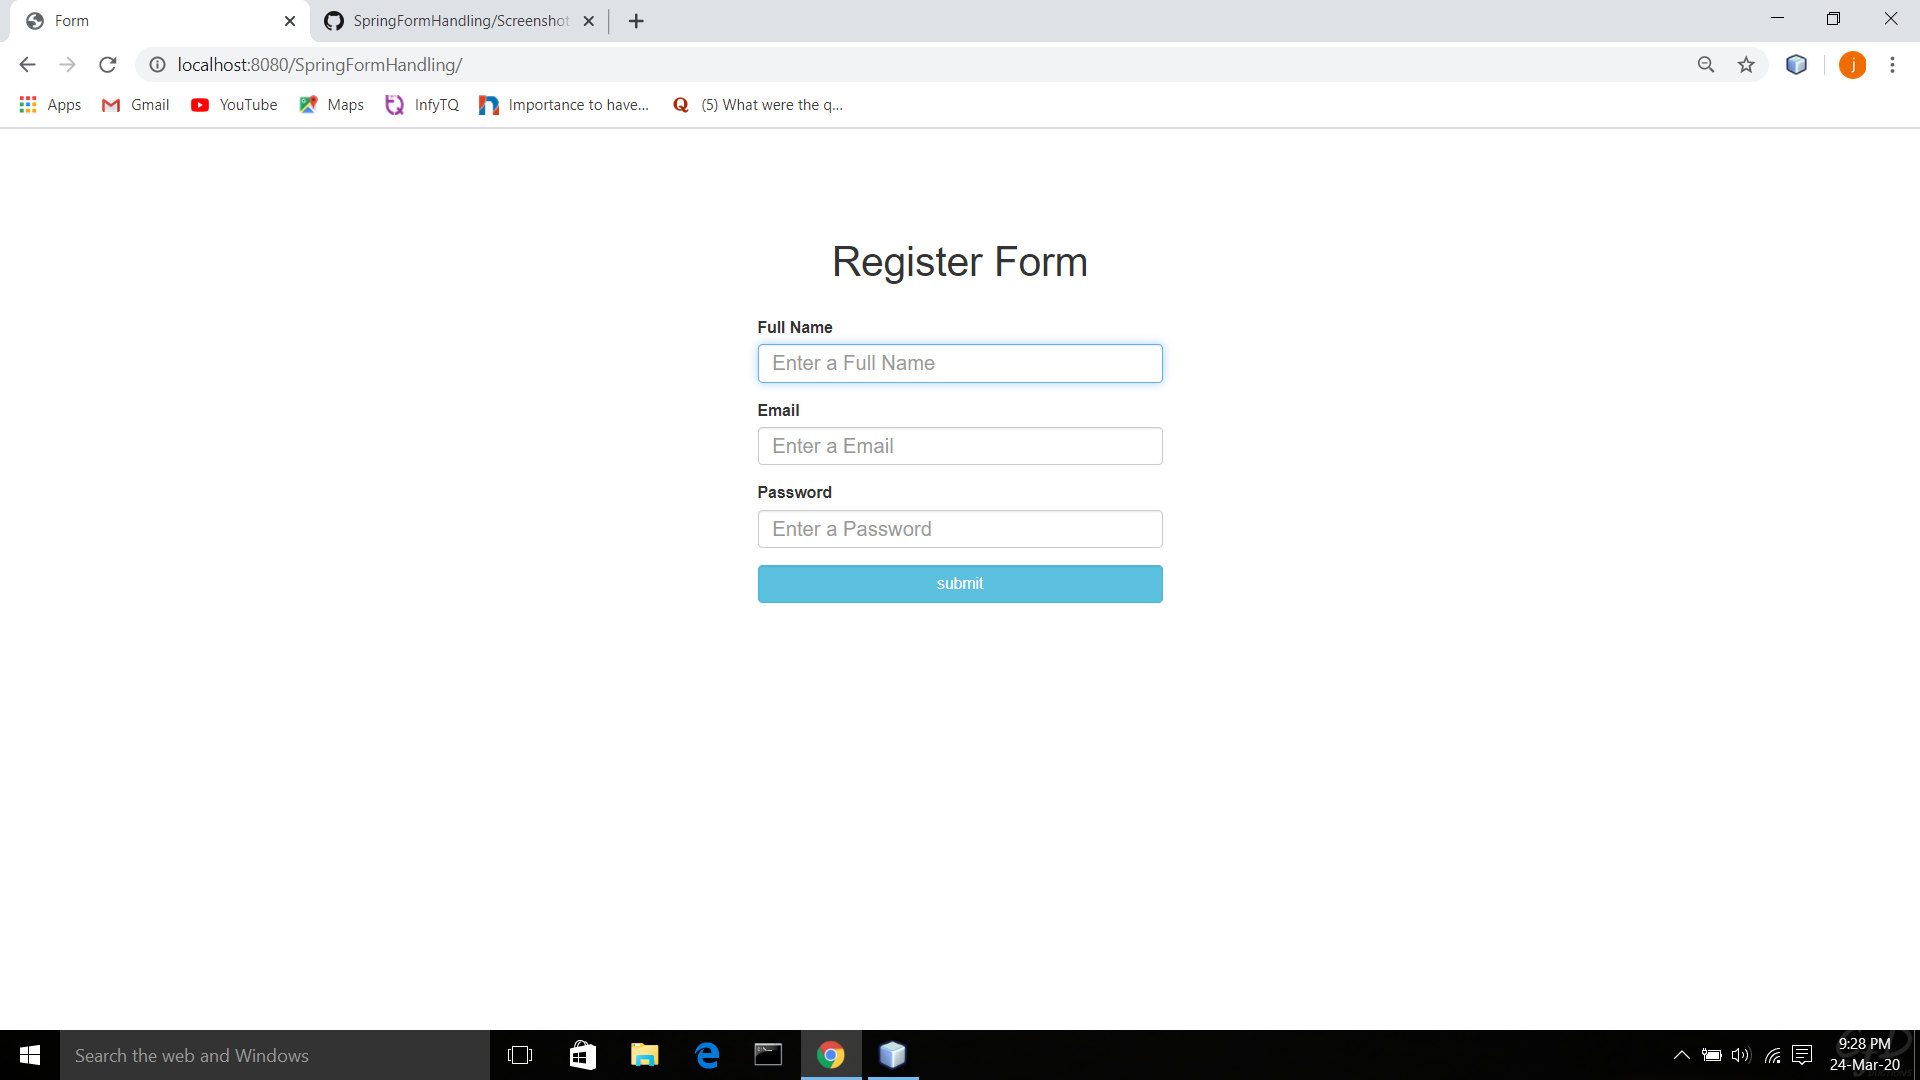 Form
SpringFormHandling/Screenshot
localhost:8080/SpringFormHandling/
j
Apps
Gmail
YouTube
Maps
InfyTQ
Importance to have...
(5) What were the q...
Register Form
Full Name
Enter a Full Name
Email
Enter a Email
Password
Enter a Password
submit
Search the web and Windows
9:28 PM
24-Mar-20